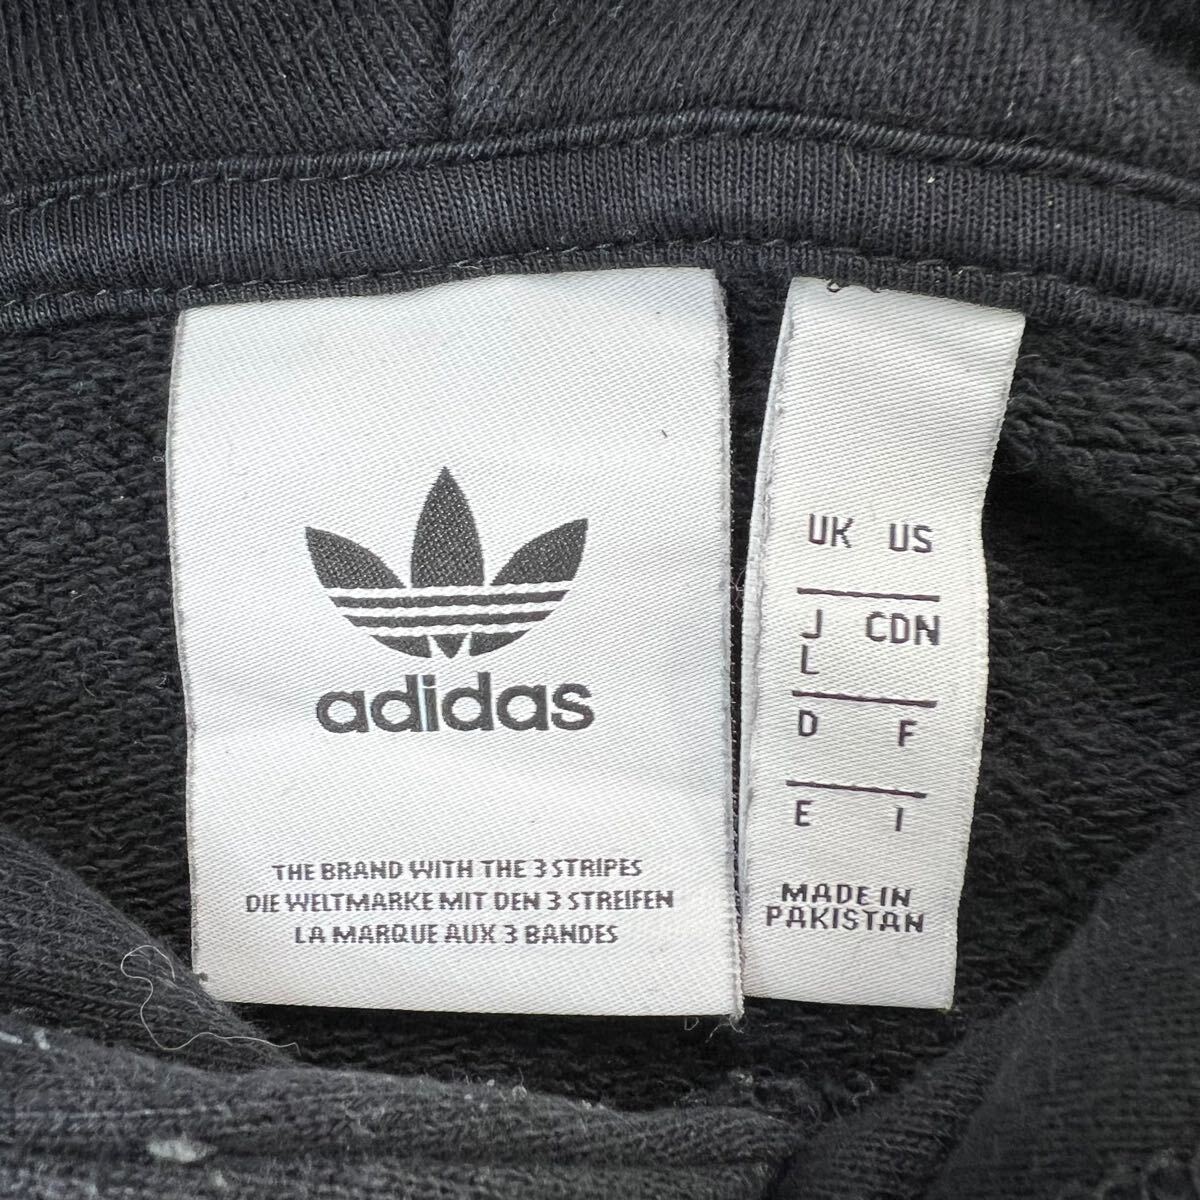 adidas
THE BRAND WITH THE 3 STRIPES
DIE WELTMARKE MIT DEN 3 STREIFEN
LA MARQUE AUX 3 BANDES
UK US
J CDN
L
D F
E I
MADE IN
PAKISTAN